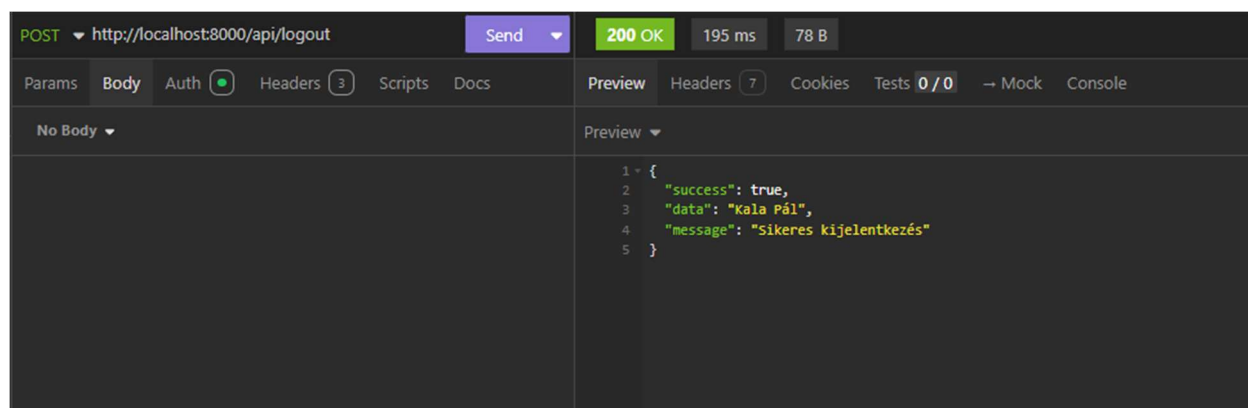 POST http://localhost:8000/api/logout Send 200 OK 195 ms 78 B
Params Body Auth Headers 3 Scripts Docs Preview Headers 7 Cookies Tests 0 / 0 → Mock Console
No Body Preview
1 {
2 "success": true,
3 "data": "Kala Pál",
4 "message": "Sikeres kijelentkezés"
5 }